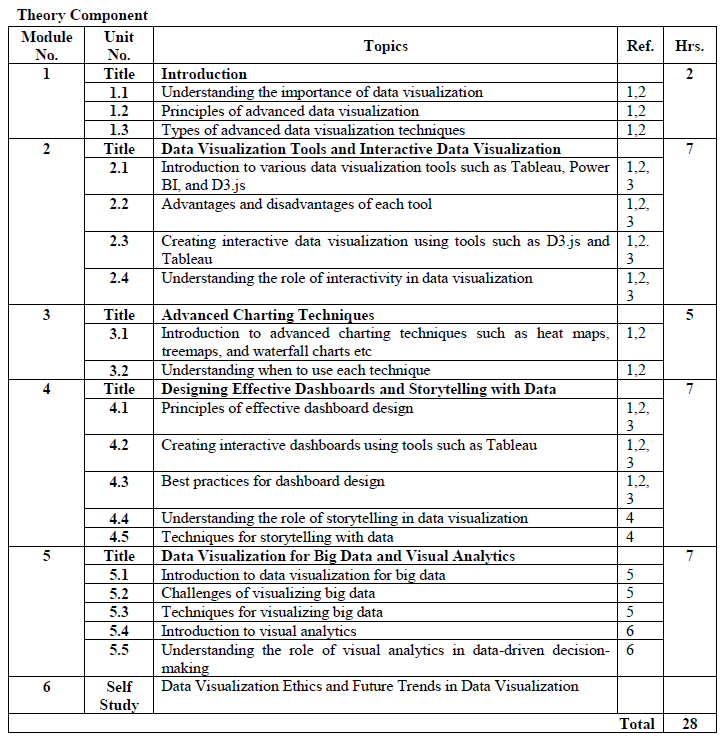 Theory Component
Module No. Unit No. Topics Ref. Hrs.
1 Title Introduction 2
1.1 Understanding the importance of data visualization 1,2
1.2 Principles of advanced data visualization 1,2
1.3 Types of advanced data visualization techniques 1,2
2 Title Data Visualization Tools and Interactive Data Visualization 7
2.1 Introduction to various data visualization tools such as Tableau, Power 1,2,
BI, and D3.js 3
2.2 Advantages and disadvantages of each tool 1,2,
3
2.3 Creating interactive data visualization using tools such as D3.js and 1,2.
Tableau 3
2.4 Understanding the role of interactivity in data visualization 1,2,
3
3 Title Advanced Charting Techniques 5
3.1 Introduction to advanced charting techniques such as heat maps, 1,2
treemaps, and waterfall charts etc
3.2 Understanding when to use each technique 1,2
4 Title Designing Effective Dashboards and Storytelling with Data 7
4.1 Principles of effective dashboard design 1,2,
3
4.2 Creating interactive dashboards using tools such as Tableau 1,2,
3
4.3 Best practices for dashboard design 1,2,
3
4.4 Understanding the role of storytelling in data visualization 4
4.5 Techniques for storytelling with data 4
5 Title Data Visualization for Big Data and Visual Analytics 7
5.1 Introduction to data visualization for big data 5
5.2 Challenges of visualizing big data 5
5.3 Techniques for visualizing big data 5
5.4 Introduction to visual analytics 6
5.5 Understanding the role of visual analytics in data-driven decision- 6
making
6 Self Data Visualization Ethics and Future Trends in Data Visualization
Study
Total 28